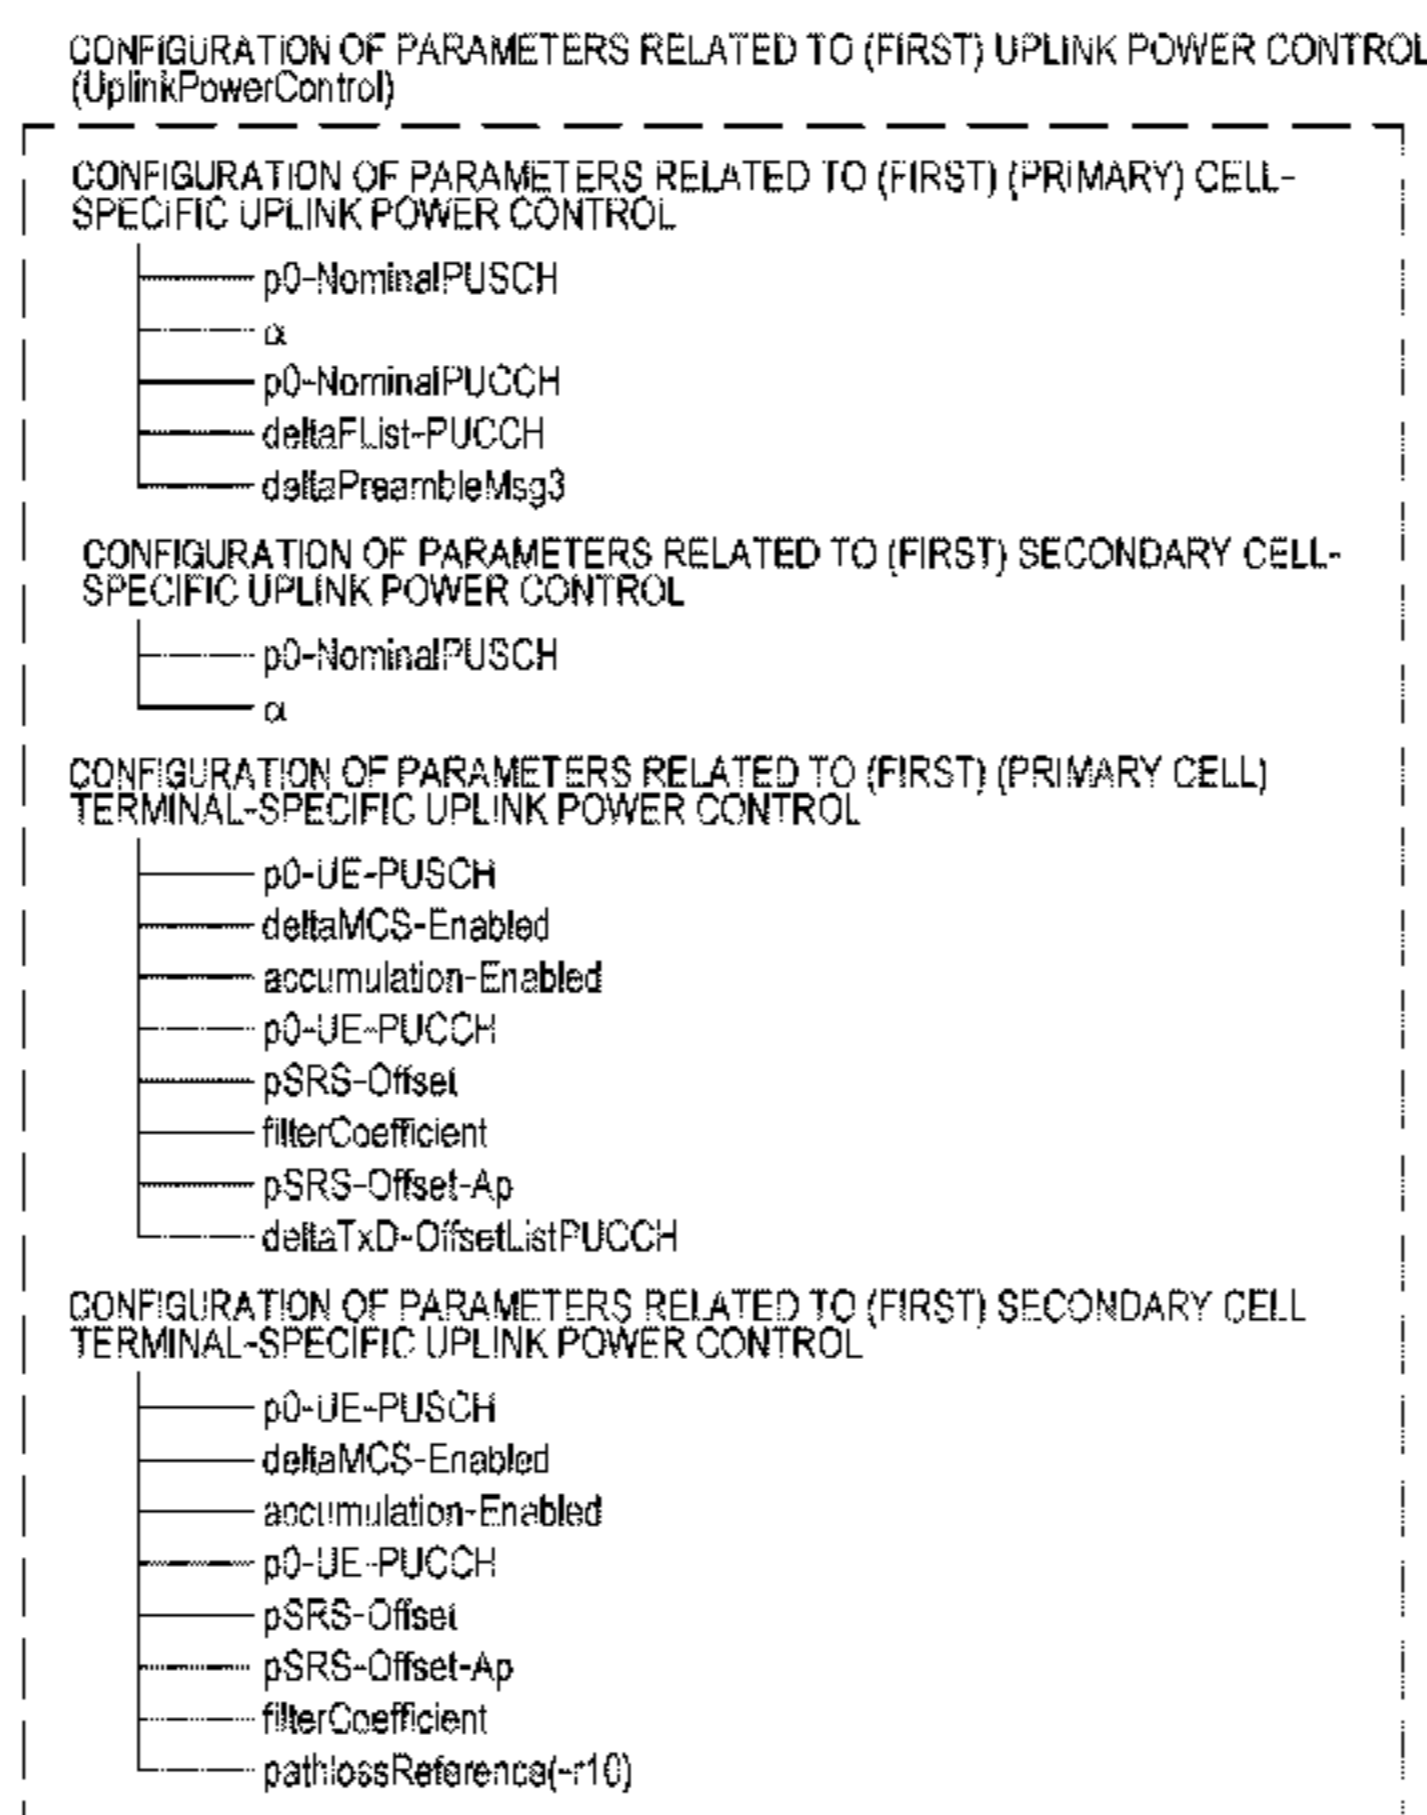 CONFIGURATION OF PARAMETERS RELATED TO (FIRST) UPLINK POWER CONTROL
(UplinkPowerControl)
CONFIGURATION OF PARAMETERS RELATED TO (FIRST) (PRIMARY) CELL-
SPECIFIC UPLINK POWER CONTROL
p0-NominalPUSCH
α
p0-NominalPUCCH
deltaFList-PUCCH
deltaPreambleMsg3
CONFIGURATION OF PARAMETERS RELATED TO (FIRST) SECONDARY CELL-
SPECIFIC UPLINK POWER CONTROL
p0-NominalPUSCH
α
CONFIGURATION OF PARAMETERS RELATED TO (FIRST) (PRIMARY CELL)
TERMINAL-SPECIFIC UPLINK POWER CONTROL
p0-UE-PUSCH
deltaMCS-Enabled
accumulation-Enabled
p0-UE-PUCCH
pSRS-Offset
filterCoefficient
pSRS-Offset-Ap
deltaTxD-OffsetListPUCCH
CONFIGURATION OF PARAMETERS RELATED TO (FIRST) SECONDARY CELL
TERMINAL-SPECIFIC UPLINK POWER CONTROL
p0-UE-PUSCH
deltaMCS-Enabled
accumulation-Enabled
p0-UE-PUCCH
pSRS-Offset
pSRS-Offset-Ap
filterCoefficient
pathlossReference(-r10)